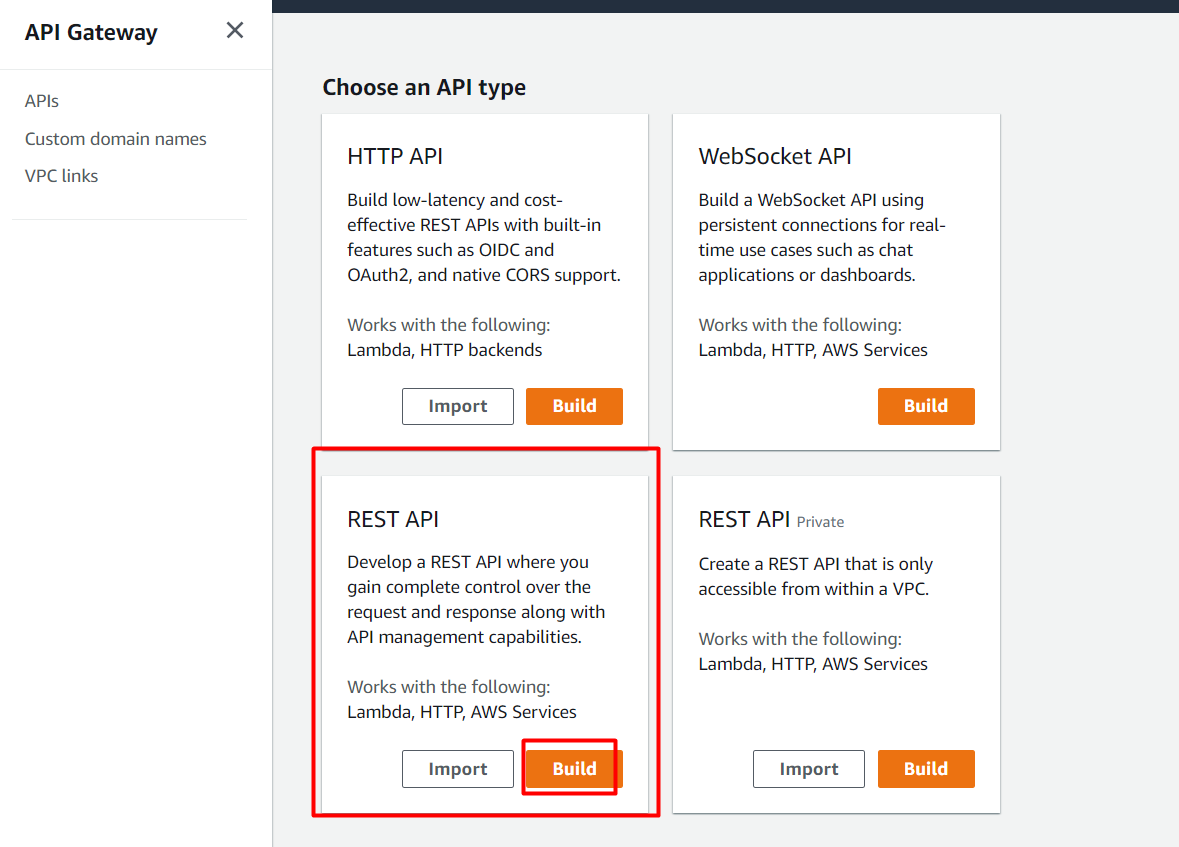 API Gateway
APIs
Custom domain names
VPC links
Choose an API type
HTTP API
Build low-latency and cost-
effective REST APIs with built-in
features such as OIDC and
OAuth2, and native CORS support.
Works with the following:
Lambda, HTTP backends
Import
Build
WebSocket API
Build a WebSocket API using
persistent connections for real-
time use cases such as chat
applications or dashboards.
Works with the following:
Lambda, HTTP, AWS Services
Build
REST API
Develop a REST API where you
gain complete control over the
request and response along with
API management capabilities.
Works with the following:
Lambda, HTTP, AWS Services
Import
Build
REST API Private
Create a REST API that is only
accessible from within a VPC.
Works with the following:
Lambda, HTTP, AWS Services
Import
Build